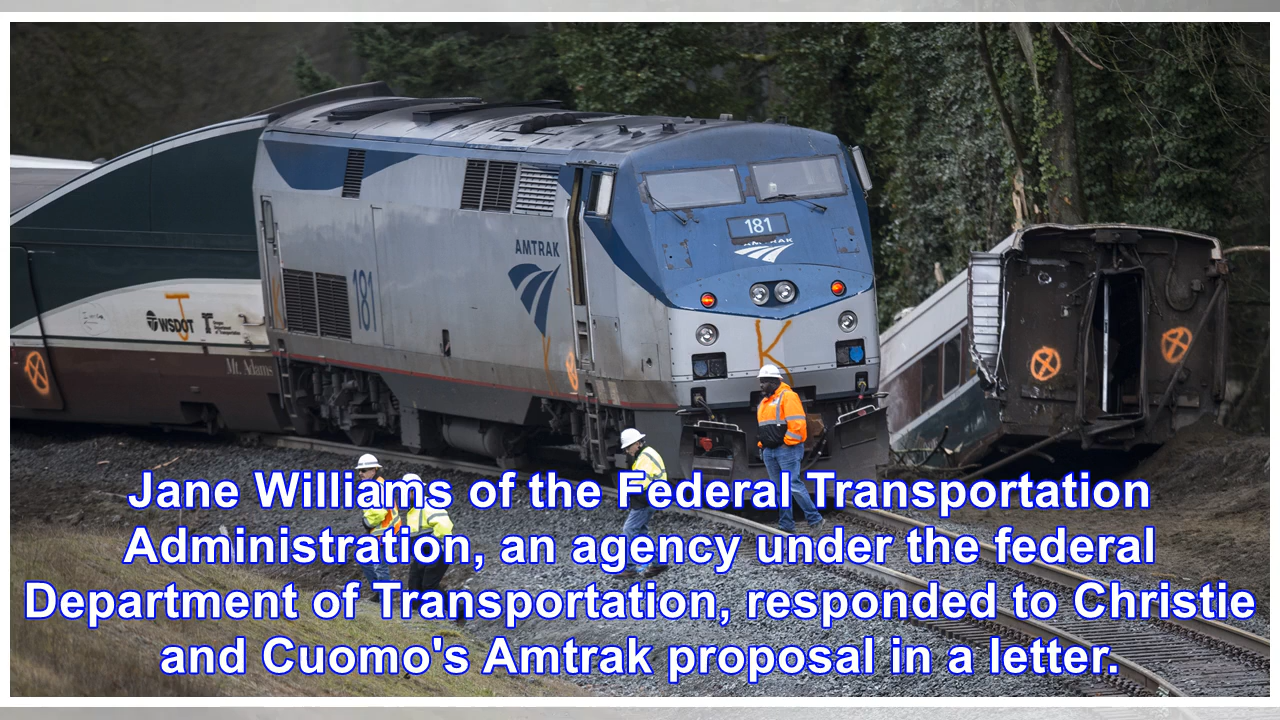 181
AMTRAK
AMTRAK
181
WSDOT
Mt. Adams
K
Jane Williams of the Federal Transportation
Administration, an agency under the federal
Department of Transportation, responded to Christie
and Cuomo's Amtrak proposal in a letter.